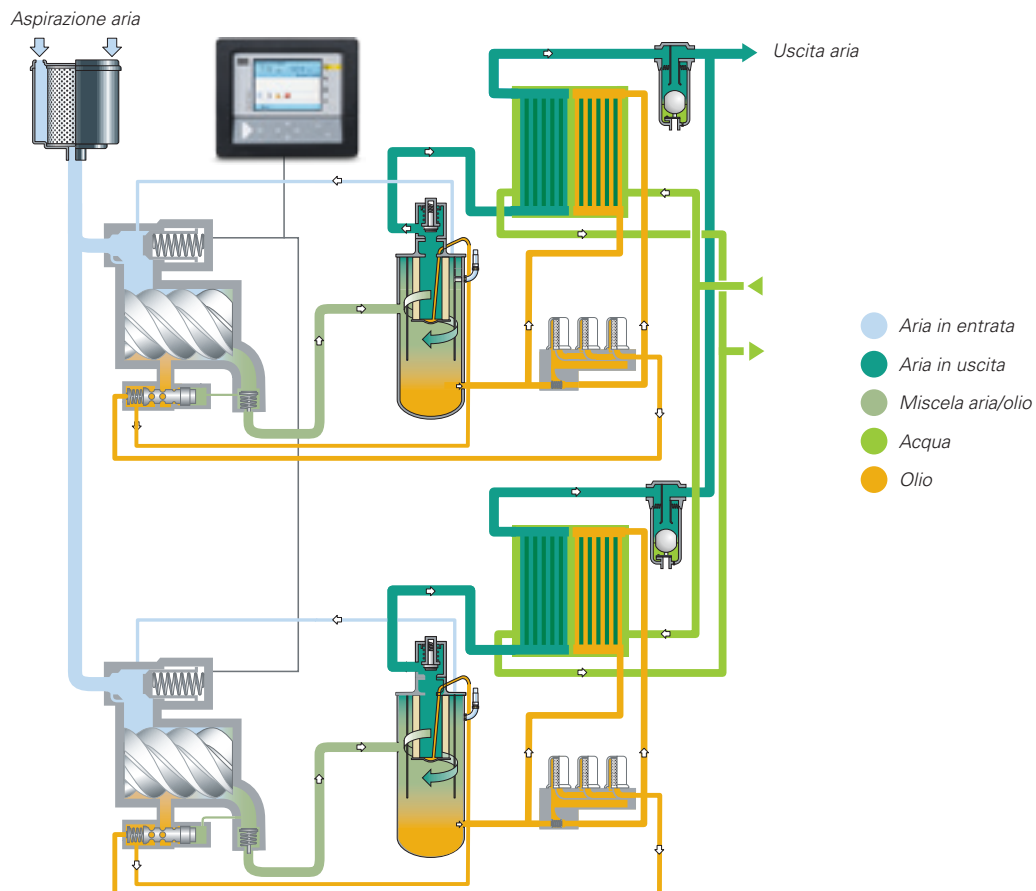 Aspirazione aria
Uscita aria
Aria in entrata
Aria in uscita
Miscela aria/olio
Acqua
Olio